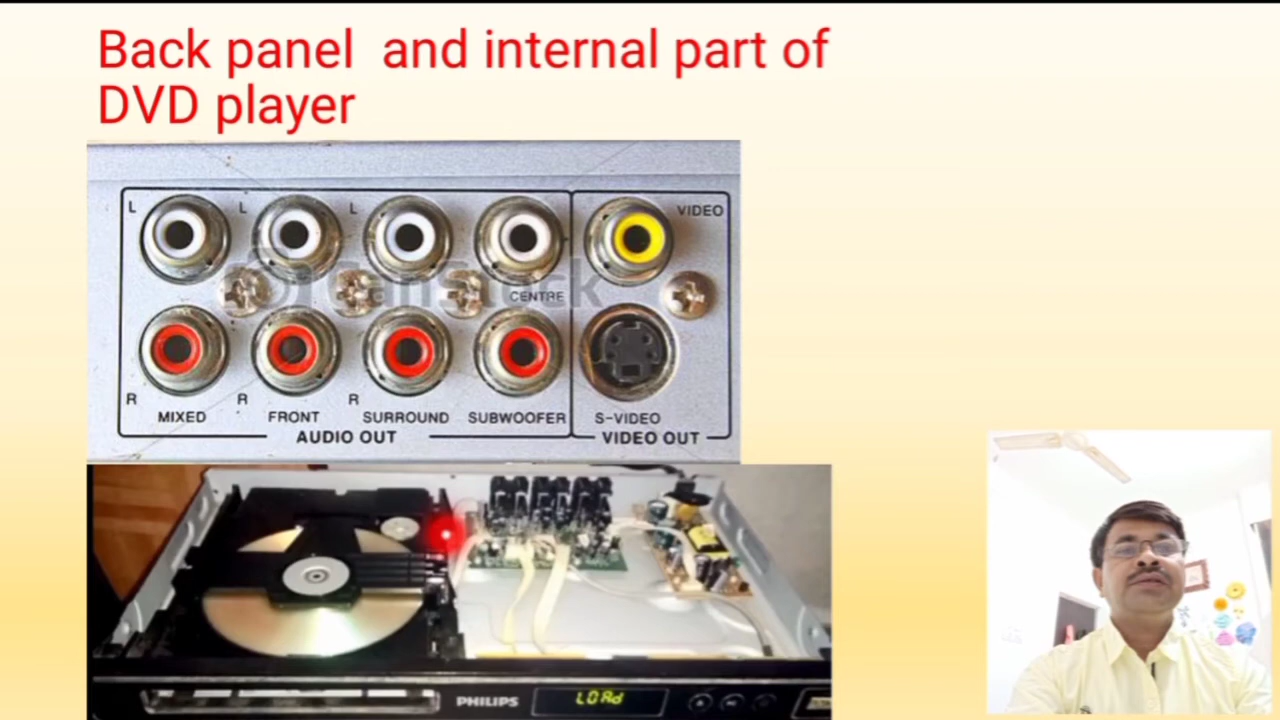 Back panel and internal part of
DVD player
L L L VIDEO
CanStock
CENTRE
R R R
MIXED FRONT SURROUND SUBWOOFER S-VIDEO
AUDIO OUT VIDEO OUT
PHILIPS LOAd